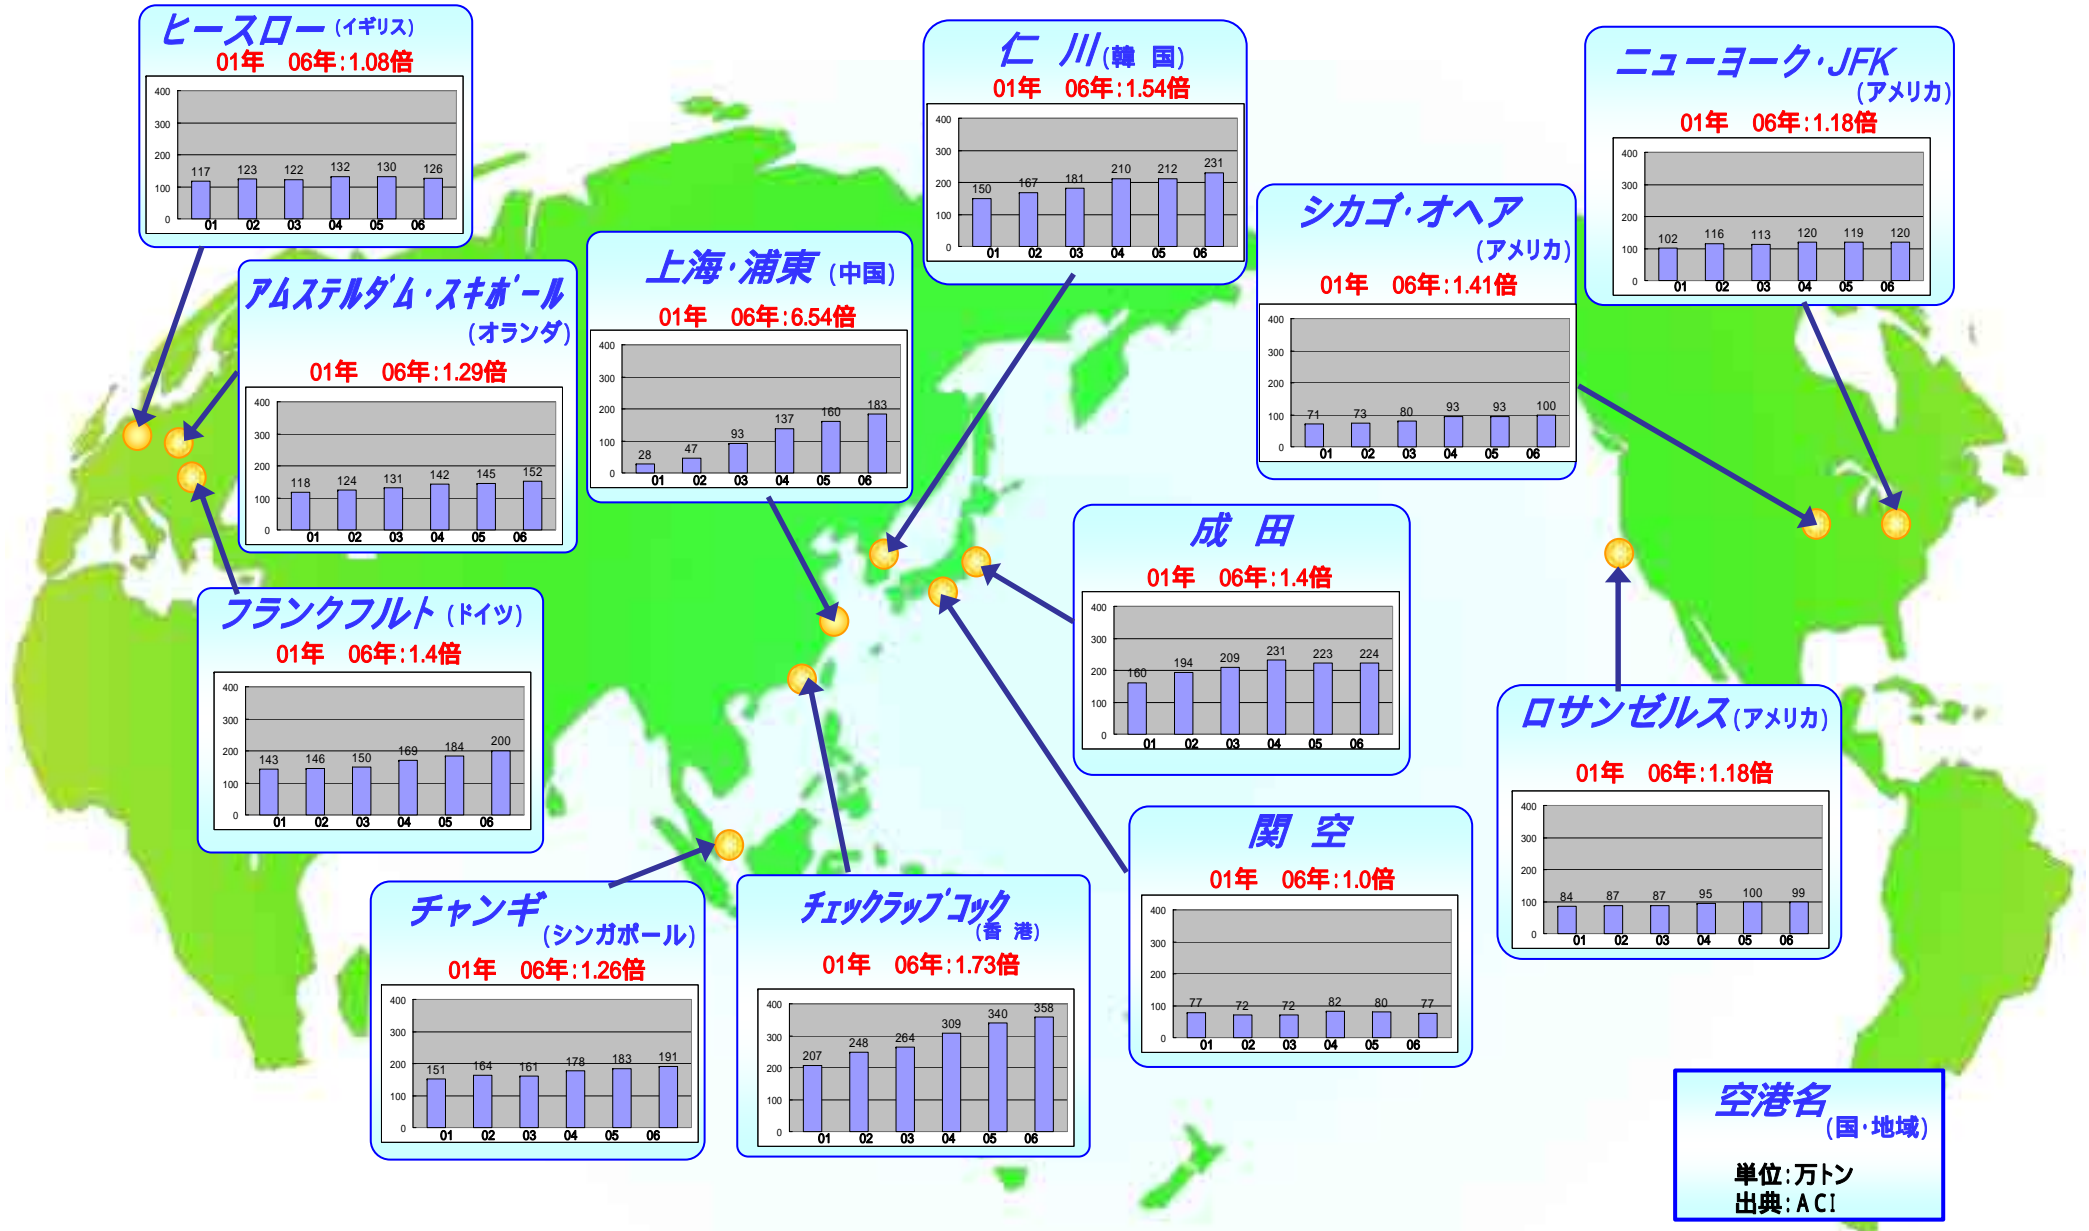 ヒースロー(イギリス)
01年 06年:1.08倍
400
300
200
100
0
117 123 122 132 130 126
01 02 03 04 05 06
アムステルダム・スキポール
(オランダ)
01年 06年:1.29倍
400
300
200
100
0
118 124 131 142 145 152
01 02 03 04 05 06
フランクフルト(ドイツ)
01年 06年:1.4倍
400
300
200
100
0
143 146 150 169 184 200
01 02 03 04 05 06
上海・浦東(中国)
01年 06年:6.54倍
400
300
200
100
0
28 47 93 137 160 183
01 02 03 04 05 06
仁 川(韓 国)
01年 06年:1.54倍
400
300
200
100
0
150 167 181 210 212 231
01 02 03 04 05 06
シカゴ・オヘア
(アメリカ)
01年 06年:1.41倍
400
300
200
100
0
71 73 80 93 93 100
01 02 03 04 05 06
ニューヨーク・JFK
(アメリカ)
01年 06年:1.18倍
400
300
200
100
0
102 116 113 120 119 120
01 02 03 04 05 06
成 田
01年 06年:1.4倍
400
300
200
100
0
160 194 209 231 223 224
01 02 03 04 05 06
ロサンゼルス(アメリカ)
01年 06年:1.18倍
400
300
200
100
0
84 87 87 95 100 99
01 02 03 04 05 06
チャンギ
(シンガポール)
01年 06年:1.26倍
400
300
200
100
0
151 164 161 178 183 191
01 02 03 04 05 06
チェックラップコック
(香 港)
01年 06年:1.73倍
400
300
200
100
0
207 248 264 309 340 358
01 02 03 04 05 06
関 空
01年 06年:1.0倍
400
300
200
100
0
77 72 72 82 80 77
01 02 03 04 05 06
空港名
(国・地域)
単位:万トン
出典:ACI